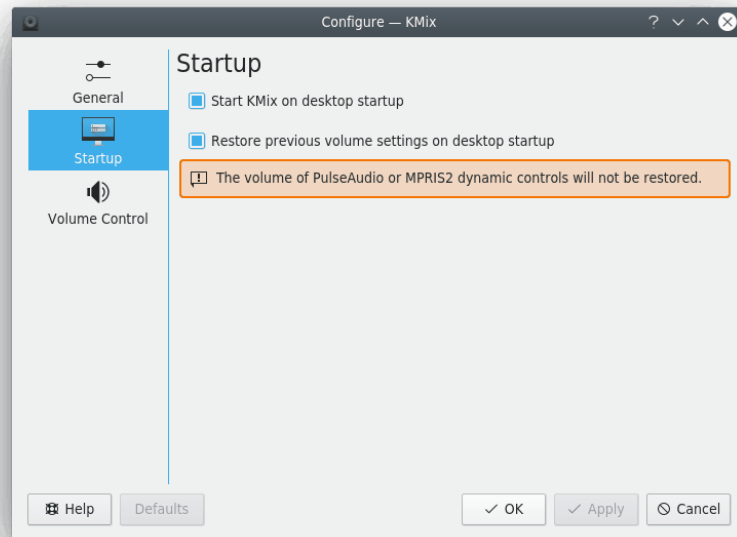 Configure — KMix
General
Startup
Volume Control
Startup
Start KMix on desktop startup
Restore previous volume settings on desktop startup
The volume of PulseAudio or MPRIS2 dynamic controls will not be restored.
Help
Defaults
OK
Apply
Cancel